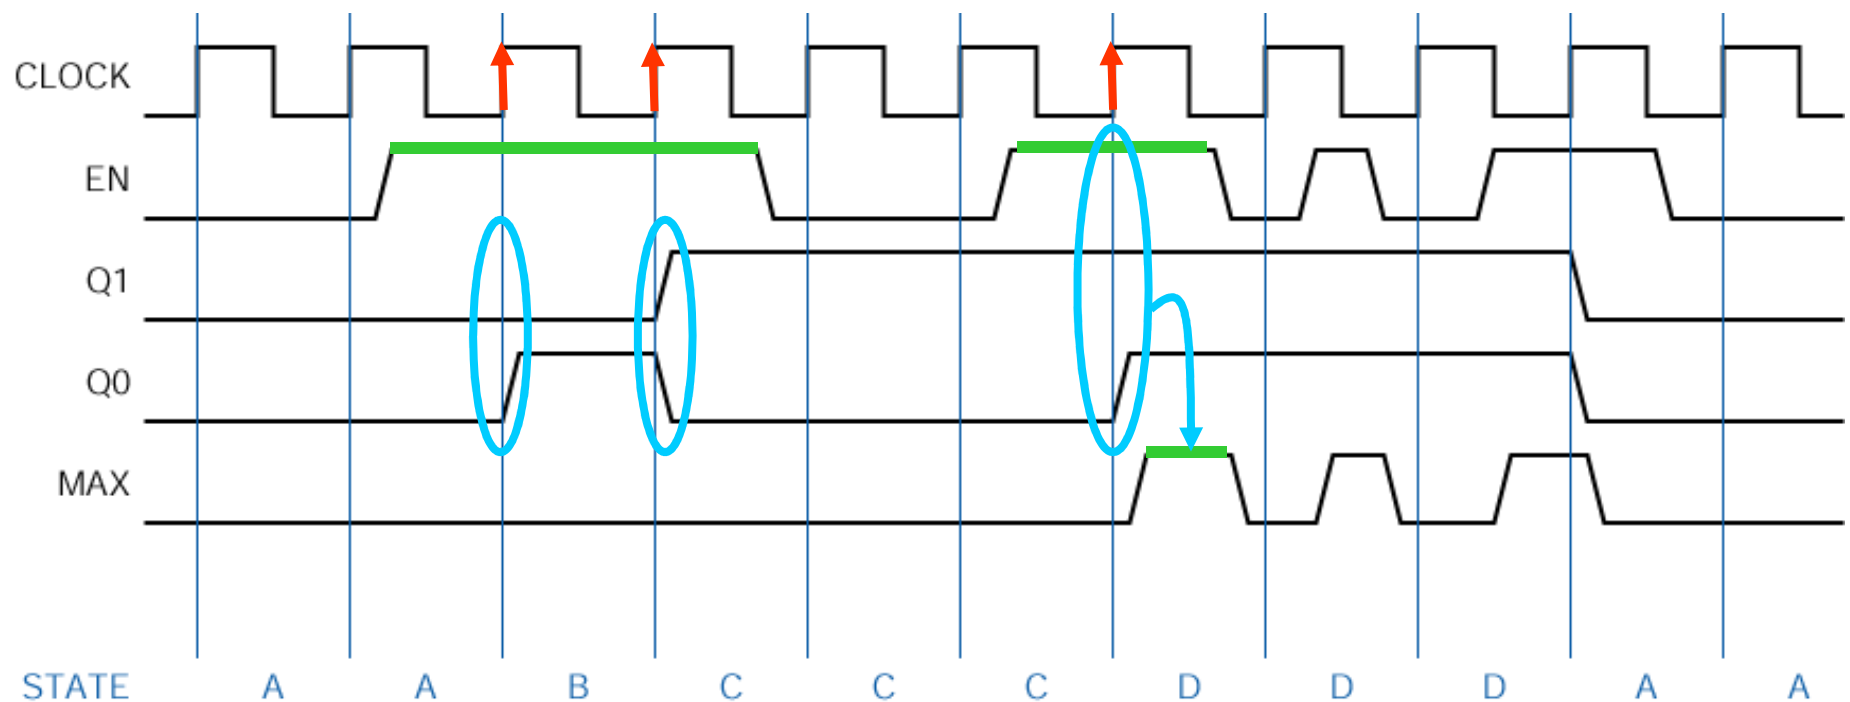 CLOCK
EN
Q1
Q0
MAX
STATE A A B C C C D D D A A